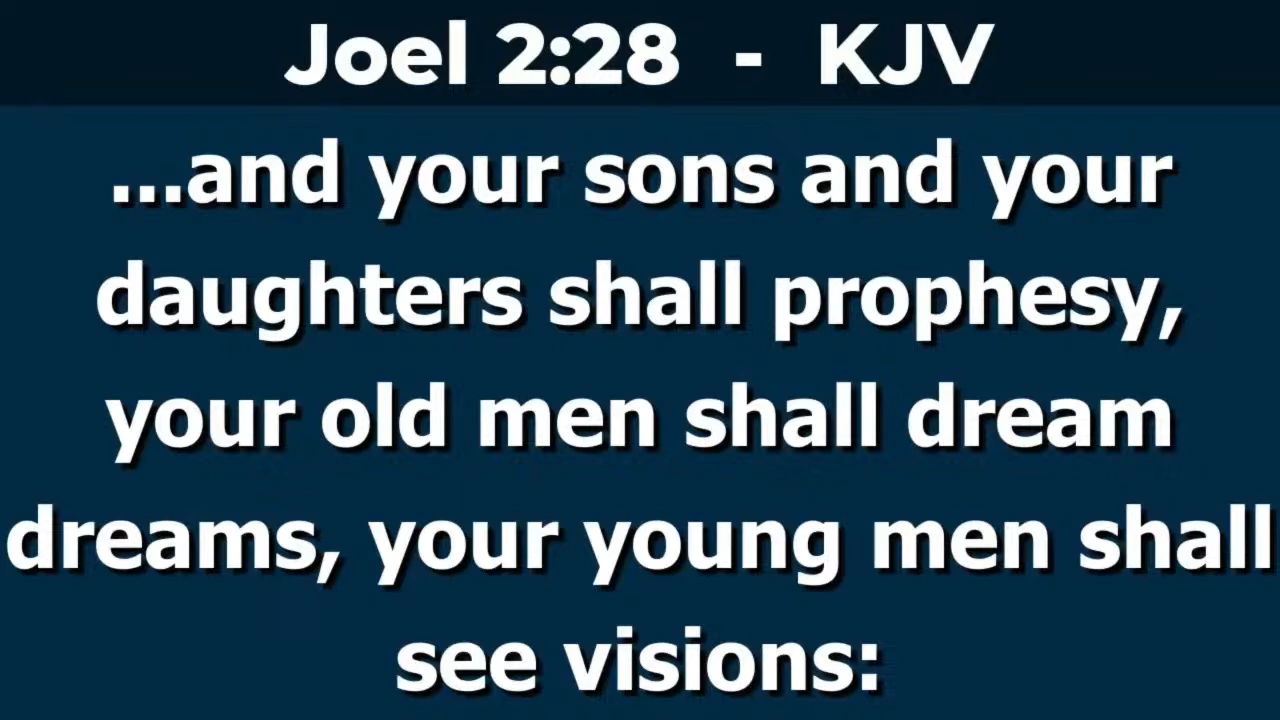 Joel 2:28 - KJV
...and your sons and your
daughters shall prophesy,
your old men shall dream
dreams, your young men shall
see visions: